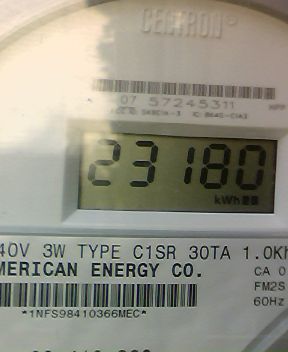 CENTRON®
07 57245311
23180
kWh
40V 3W TYPE C1SR 30TA 1.0Kh
MERICAN ENERGY CO.
CA 0
FM2S
60Hz
*1NFS98410366MEC*